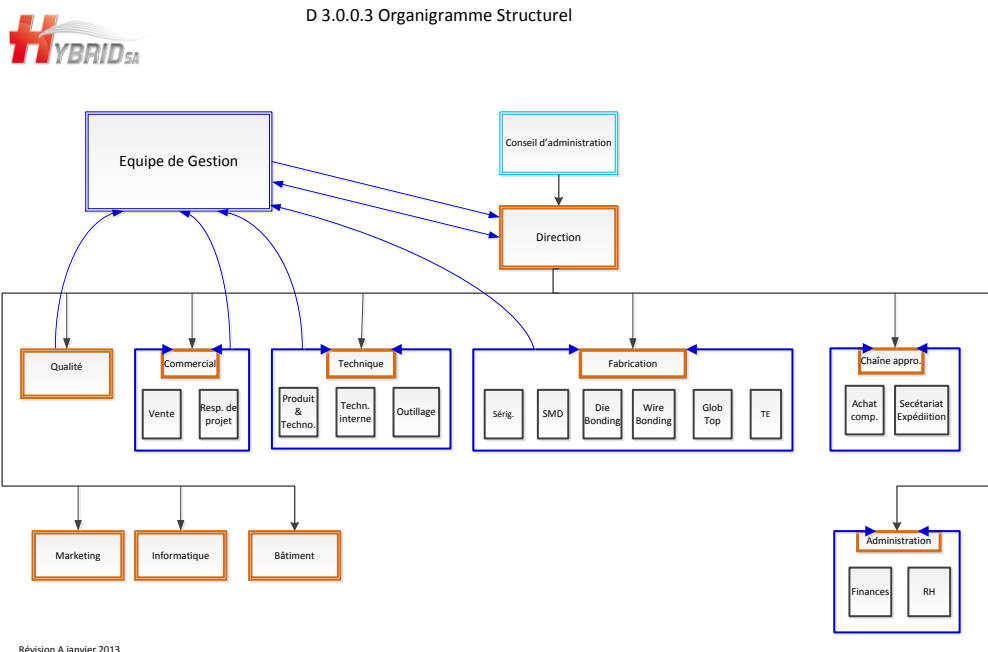 D 3.0.0.3 Organigramme Structurel
HYBRID SA
Equipe de Gestion
Conseil d'administration
Direction
Qualité
Commercial
Technique
Fabrication
Chaîne appro.
Vente
Resp. de
projet
Produit
&
Techno.
Techn.
interne
Outillage
Sérig.
SMD
Die
Bonding
Wire
Bonding
Glob
Top
TE
Achat
comp.
Secétariat
Expédiition
Marketing
Informatique
Bâtiment
Administration
Finances
RH
Révision A janvier 2013